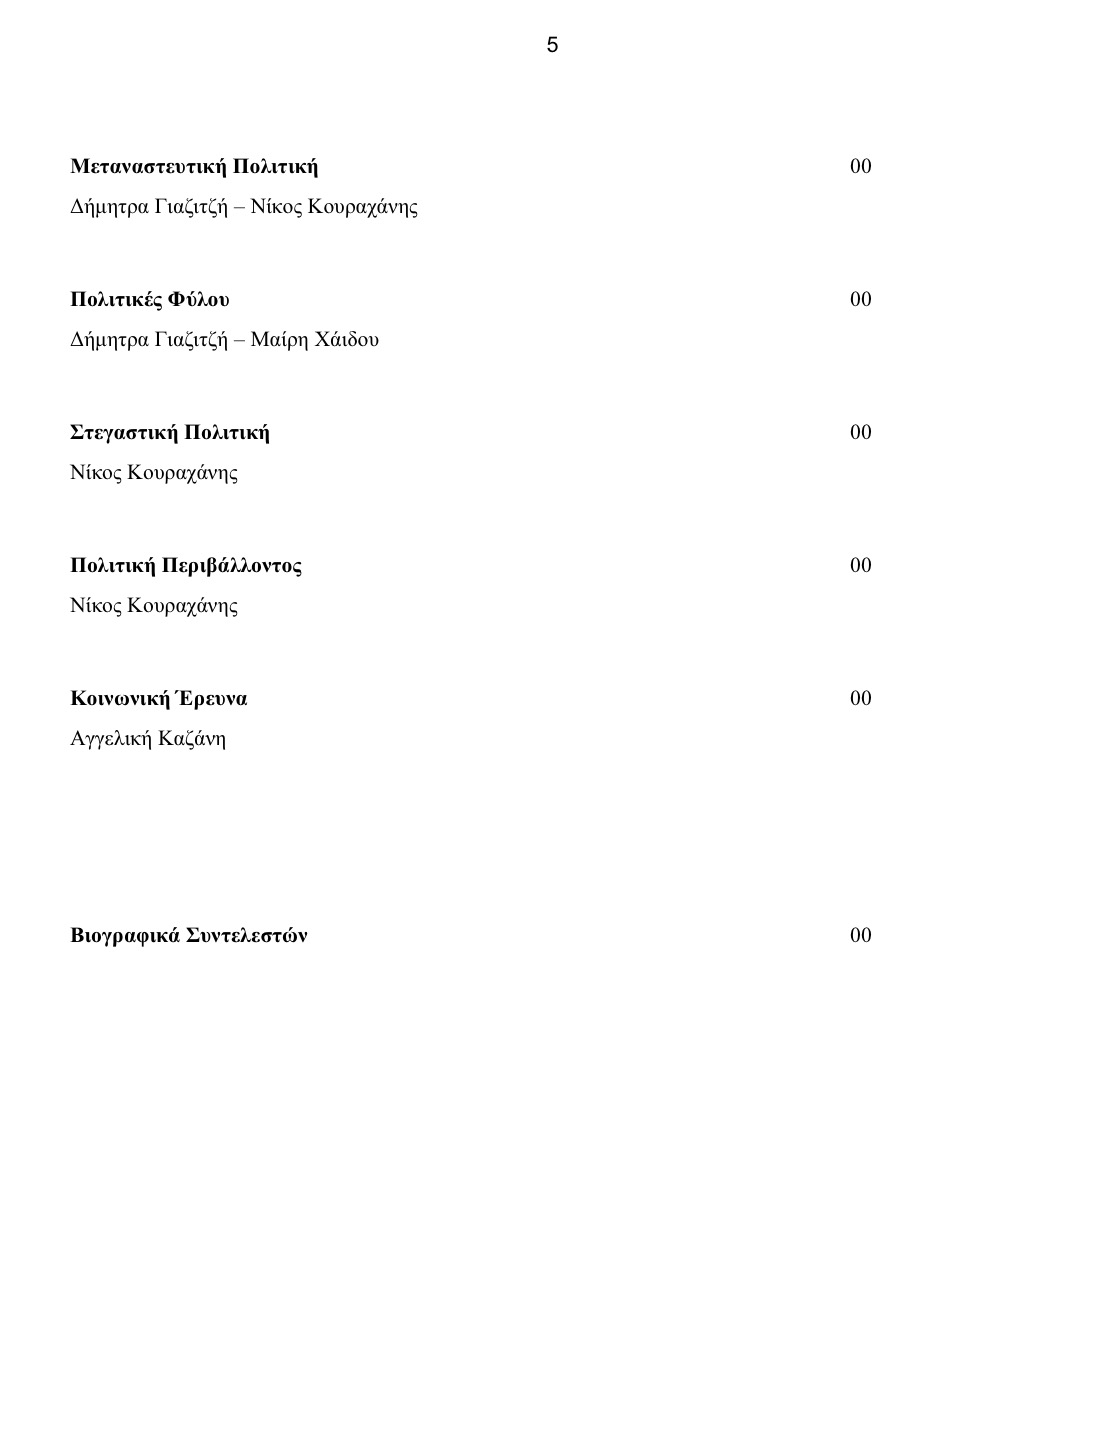 5
Μεταναστευτική Πολιτική 00
Δήμητρα Γιαζιτζή – Νίκος Κουραχάνης
Πολιτικές Φύλου 00
Δήμητρα Γιαζιτζή – Μαίρη Χάιδου
Στεγαστική Πολιτική 00
Νίκος Κουραχάνης
Πολιτική Περιβάλλοντος 00
Νίκος Κουραχάνης
Κοινωνική Έρευνα 00
Αγγελική Καζάνη
Βιογραφικά Συντελεστών 00